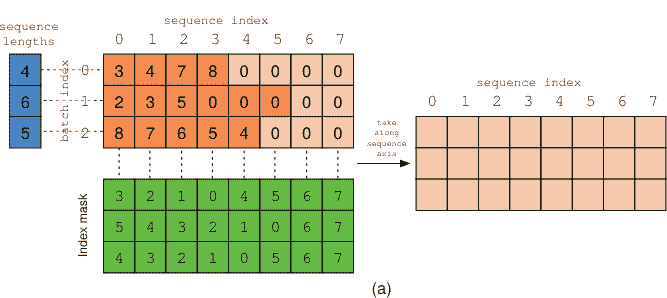 sequence lengths
4
6
5
batch index
sequence index
0 1 2 3 4 5 6 7
0 3 4 7 8 0 0 0 0
1 2 3 5 0 0 0 0 0
2 8 7 6 5 4 0 0 0
Index mask
3 2 1 0 4 5 6 7
5 4 3 2 1 0 6 7
4 3 2 1 0 5 6 7
take
along
sequence
axis
sequence index
0 1 2 3 4 5 6 7
(a)